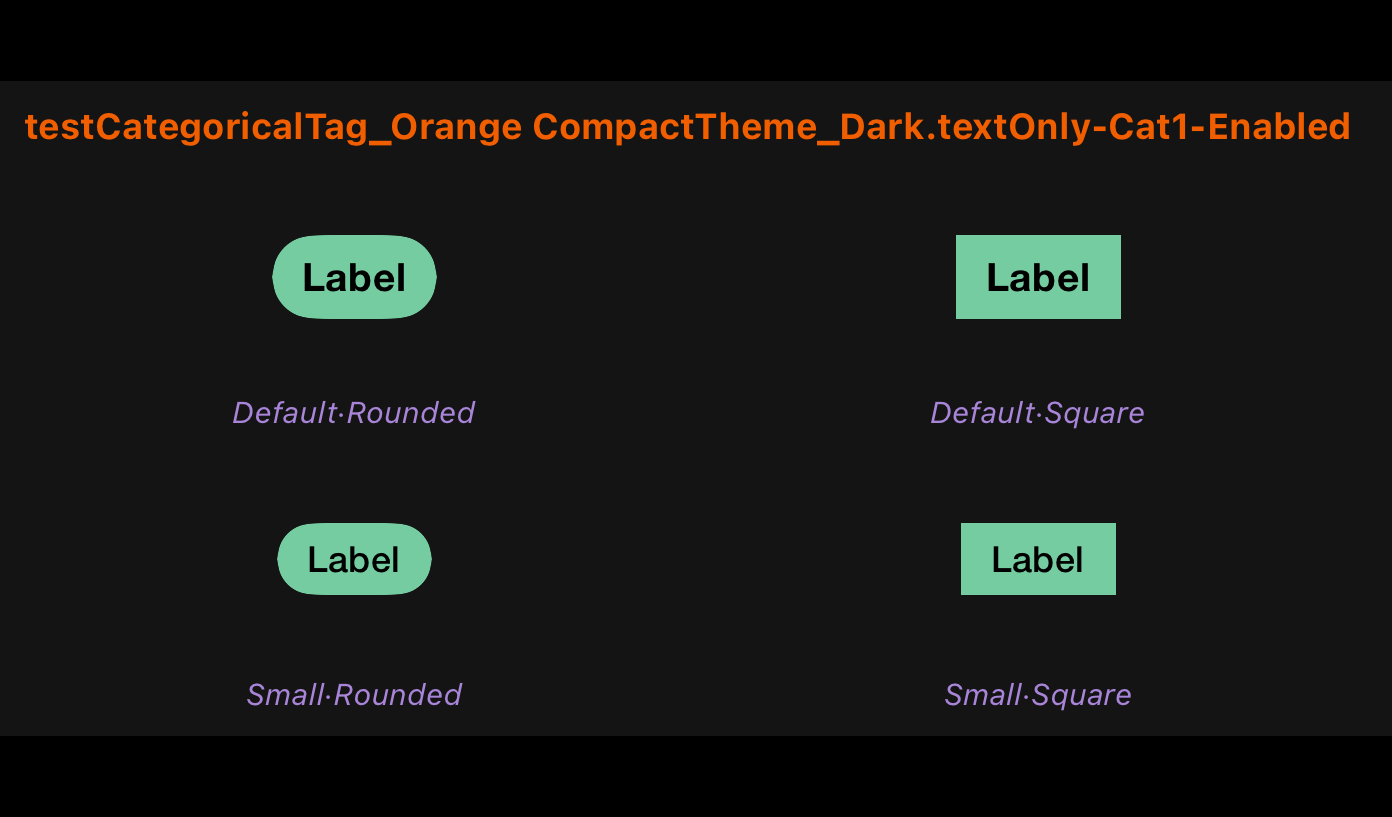 testCategoricalTag_Orange CompactTheme_Dark.textOnly-Cat1-Enabled
Label Label
Default·Rounded Default·Square
Label Label
Small·Rounded Small·Square